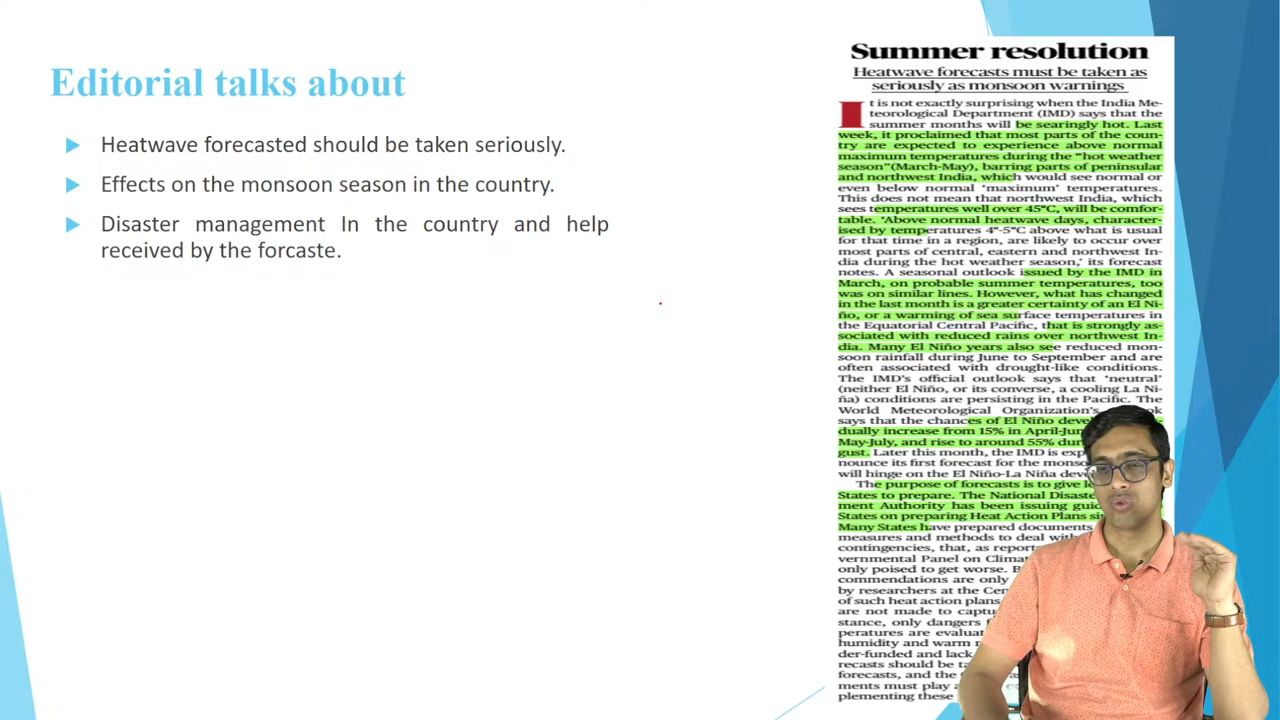 Editorial talks about
Heatwave forecasted should be taken seriously.
Effects on the monsoon season in the country.
Disaster management In the country and help
received by the forcaste.
Summer resolution
Heatwave forecasts must be taken as
seriously as monsoon warnings
It is not exactly surprising when the India Me-
teorological Department (IMD) says that the
summer months will be searingly hot. Last
week, it proclaimed that most parts of the coun-
try are expected to experience above normal
maximum temperatures during the “hot weather
season”(March-May), barring parts of peninsular
and northwest India, which would see normal or
even below normal ‘maximum’ temperatures.
This does not mean that northwest India, which
sees temperatures well over 45°C, will be comfor-
table. ‘Above normal heatwave days, character-
ised by temperatures 4°-5°C above what is usual
for that time in a region, are likely to occur over
most parts of central, eastern and northwest In-
dia during the hot weather season,’ its forecast
notes. A seasonal outlook issued by the IMD in
March, on probable summer temperatures, too
was on similar lines. However, what has changed
in the last month is a greater certainty of an El Ni-
ño, or a warming of sea surface temperatures in
the Equatorial Central Pacific, that is strongly as-
sociated with reduced rains over northwest In-
dia. Many El Niño years also see reduced mon-
soon rainfall during June to September and are
often associated with drought-like conditions.
The IMD’s official outlook says that ‘neutral’
(neither El Niño, or its converse, a cooling La Ni-
ña) conditions are persisting in the Pacific. The
World Meteorological Organization’s
says that the chances of El Niño
dually increase from 15% in
May-July, and rise to around 55%
gust. Later this month, the IMD is
nounce its first forecast for the
will hinge on the El Niño-La Niña
The purpose of forecasts is to give
States to prepare. The National
ment Authority has been issuing
States on preparing Heat Action Plans
Many States have prepared documents
measures and methods to deal with
contingencies, that, as
vernmental Panel on
only poised to get worse.
commendations are only
by researchers at the
of such heat action plans
are not made to
stance, only dangers
peratures are
humidity and warm
der-funded and lack
recasts should be
forecasts, and the
ments must play
plementing these